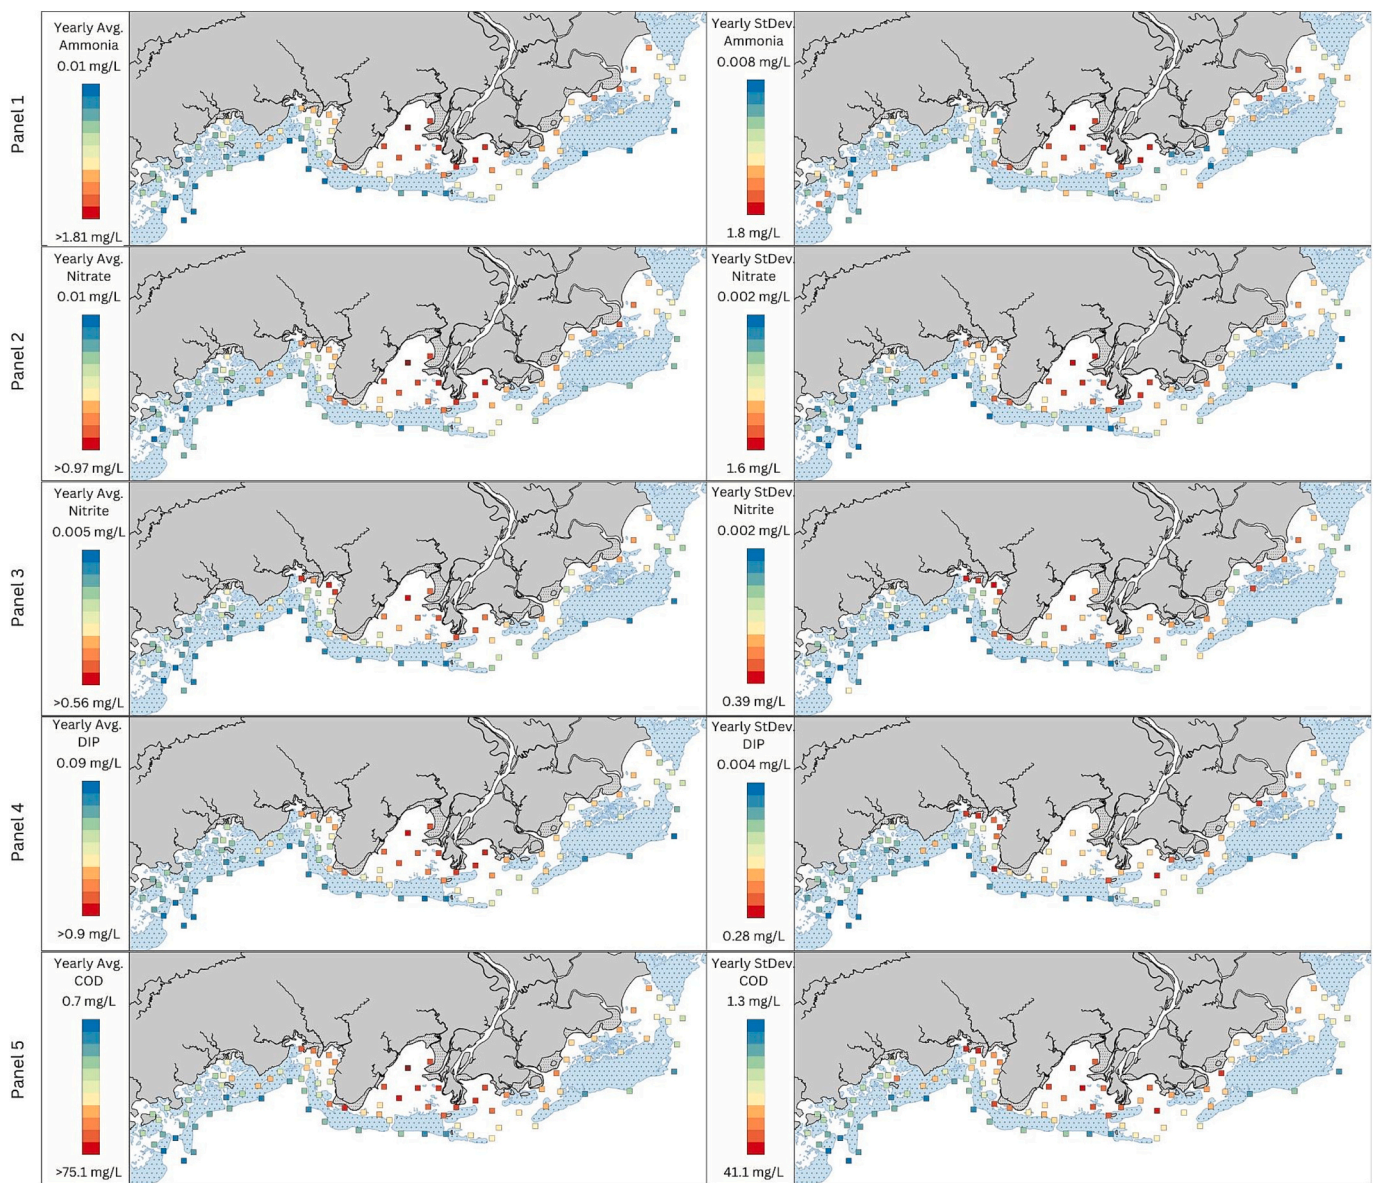 Panel 1
Yearly Avg.
Ammonia
0.01 mg/L
>1.81 mg/L
Yearly StDev.
Ammonia
0.008 mg/L
1.8 mg/L
Panel 2
Yearly Avg.
Nitrate
0.01 mg/L
>0.97 mg/L
Yearly StDev.
Nitrate
0.002 mg/L
1.6 mg/L
Panel 3
Yearly Avg.
Nitrite
0.005 mg/L
>0.56 mg/L
Yearly StDev.
Nitrite
0.002 mg/L
0.39 mg/L
Panel 4
Yearly Avg.
DIP
0.09 mg/L
>0.9 mg/L
Yearly StDev.
DIP
0.004 mg/L
0.28 mg/L
Panel 5
Yearly Avg.
COD
0.7 mg/L
>75.1 mg/L
Yearly StDev.
COD
1.3 mg/L
41.1 mg/L